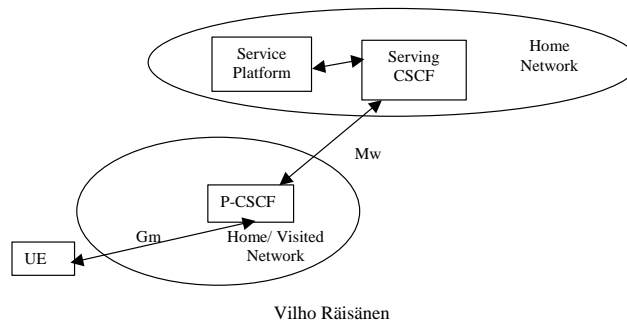 Service
Platform
Serving
CSCF
Home
Network
Mw
P-CSCF
Gm
Home/ Visited
Network
UE
Vilho Räisänen